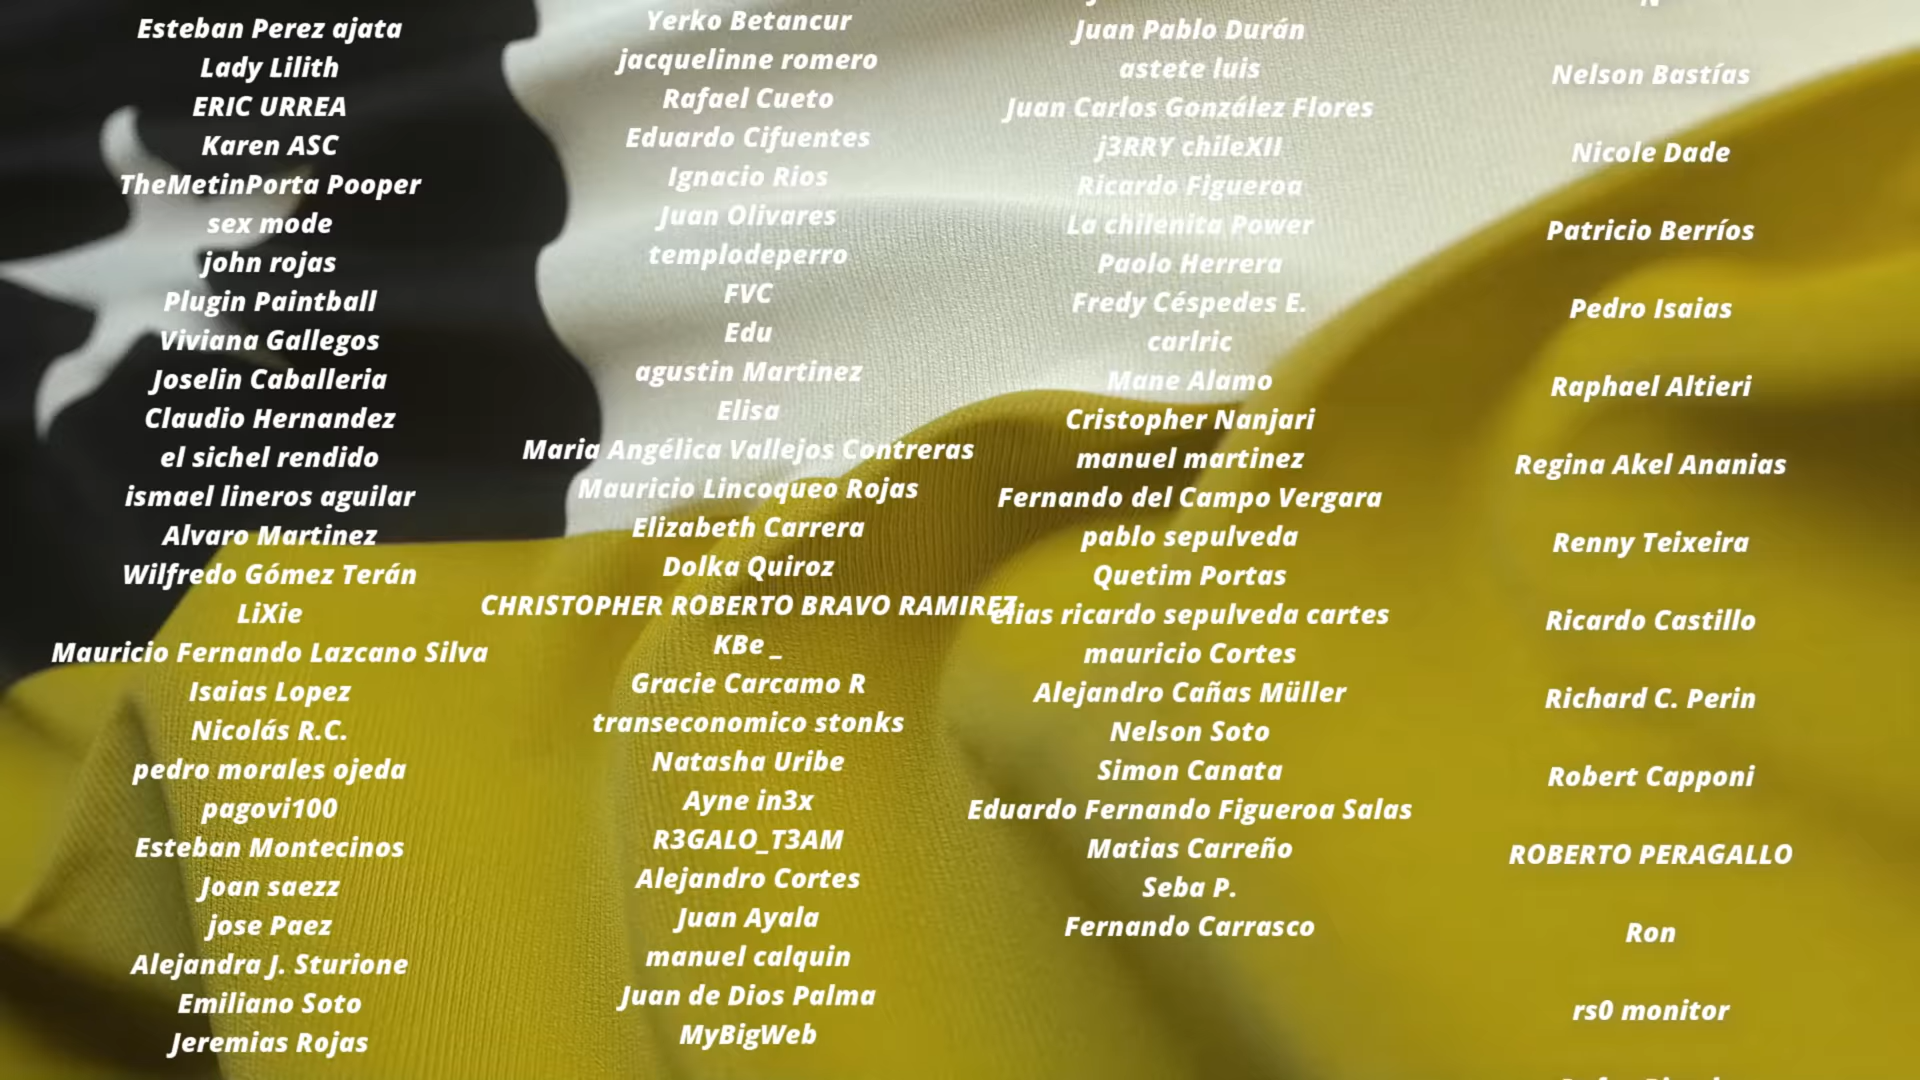 Esteban Perez ajata
Lady Lilith
ERIC URREA
Karen ASC
TheMetinPorta Pooper
sex mode
john rojas
Plugin Paintball
Viviana Gallegos
Joselin Caballeria
Claudio Hernandez
el sichel rendido
ismael lineros aguilar
Alvaro Martinez
Wilfredo Gómez Terán
LiXie
Mauricio Fernando Lazcano Silva
Isaias Lopez
Nicolás R.C.
pedro morales ojeda
pagovi100
Esteban Montecinos
Joan saezz
jose Paez
Alejandra J. Sturione
Emiliano Soto
Jeremias Rojas
Yerko Betancur
jacquelinne romero
Rafael Cueto
Eduardo Cifuentes
Ignacio Rios
Juan Olivares
templodeperro
FVC
Edu
agustin Martinez
Elisa
Maria Angélica Vallejos Contreras
Mauricio Lincoqueo Rojas
Elizabeth Carrera
Dolka Quiroz
CHRISTOPHER ROBERTO BRAVO RAMIREZ
KBe _
Gracie Carcamo R
transeconomico stonks
Natasha Uribe
Ayne in3x
R3GALO_T3AM
Alejandro Cortes
Juan Ayala
manuel calquin
Juan de Dios Palma
MyBigWeb
Juan Pablo Durán
astete luis
Juan Carlos González Flores
j3RRY chileXII
Ricardo Figueroa
La chilenita Power
Paolo Herrera
Fredy Céspedes E.
carlric
Mane Alamo
Cristopher Nanjari
manuel martinez
Fernando del Campo Vergara
pablo sepulveda
Quetim Portas
elias ricardo sepulveda cartes
mauricio Cortes
Alejandro Cañas Müller
Nelson Soto
Simon Canata
Eduardo Fernando Figueroa Salas
Matias Carreño
Seba P.
Fernando Carrasco
Nelson Bastías
Nicole Dade
Patricio Berríos
Pedro Isaias
Raphael Altieri
Regina Akel Ananias
Renny Teixeira
Ricardo Castillo
Richard C. Perin
Robert Capponi
ROBERTO PERAGALLO
Ron
rs0 monitor